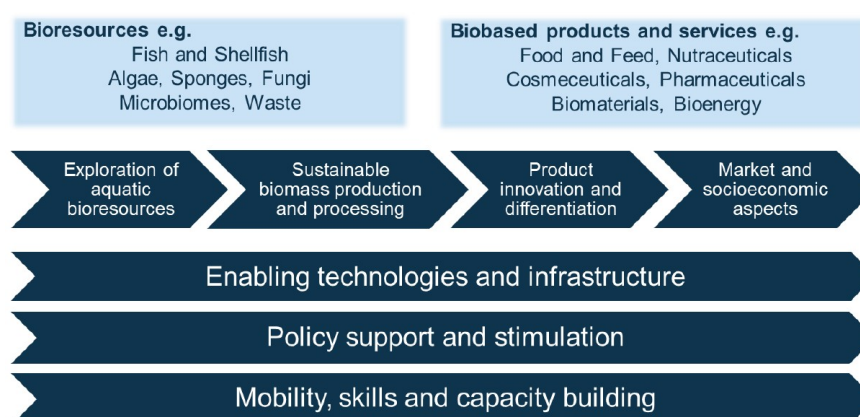 Bioresources e.g.
Fish and Shellfish
Algae, Sponges, Fungi
Microbiomes, Waste
Biobased products and services e.g.
Food and Feed, Nutraceuticals
Cosmeceuticals, Pharmaceuticals
Biomaterials, Bioenergy
Exploration of
aquatic
bioresources
Sustainable
biomass production
and processing
Product
innovation and
differentiation
Market and
socioeconomic
aspects
Enabling technologies and infrastructure
Policy support and stimulation
Mobility, skills and capacity building